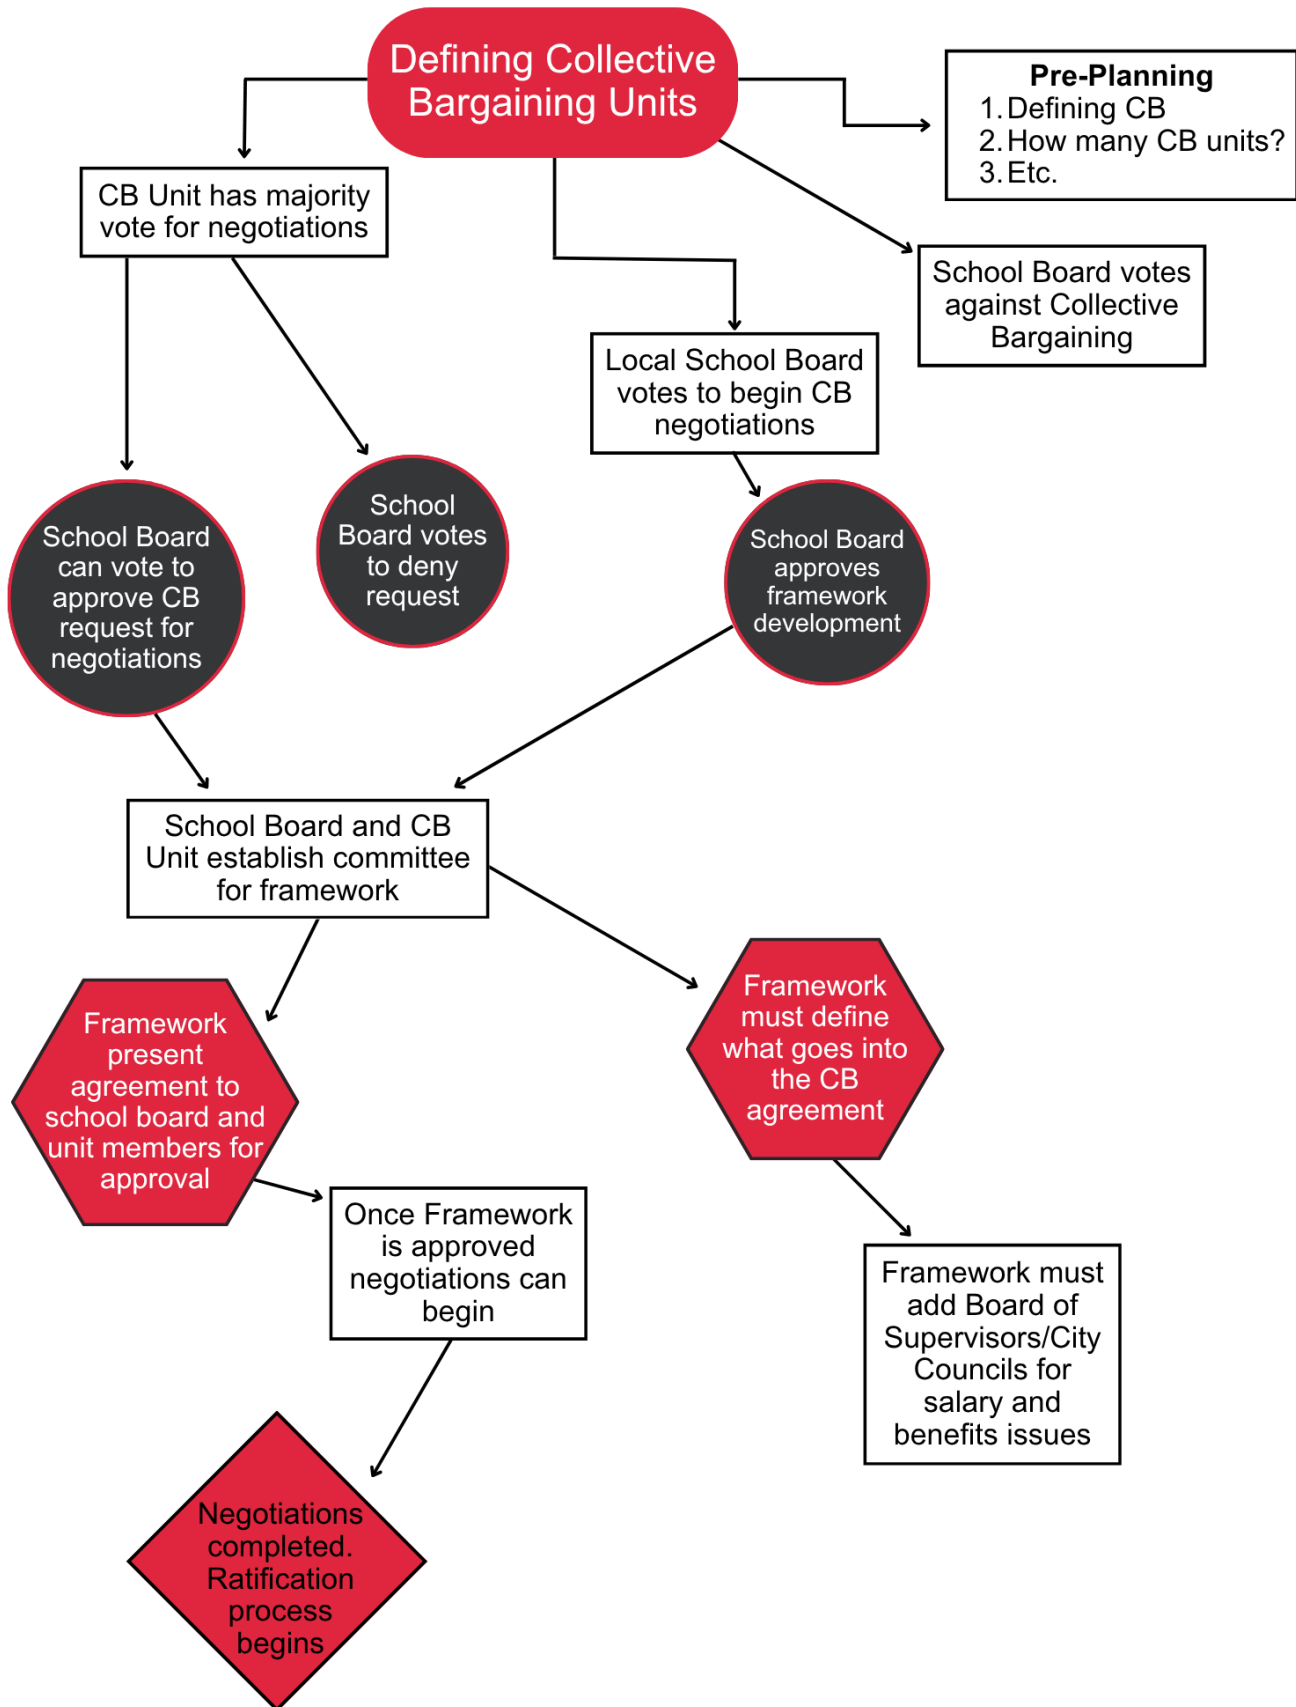 Defining Collective
Bargaining Units
Pre-Planning
1. Defining CB
2. How many CB units?
3. Etc.
CB Unit has majority
vote for negotiations
School Board votes
against Collective
Bargaining
Local School Board
votes to begin CB
negotiations
School Board
can vote to
approve CB
request for
negotiations
School
Board votes
to deny
request
School Board
approves
framework
development
School Board and CB
Unit establish committee
for framework
Framework
present
agreement to
school board and
unit members for
approval
Framework
must define
what goes into
the CB
agreement
Once Framework
is approved
negotiations can
begin
Framework must
add Board of
Supervisors/City
Councils for
salary and
benefits issues
Negotiations
completed.
Ratification
process
begins